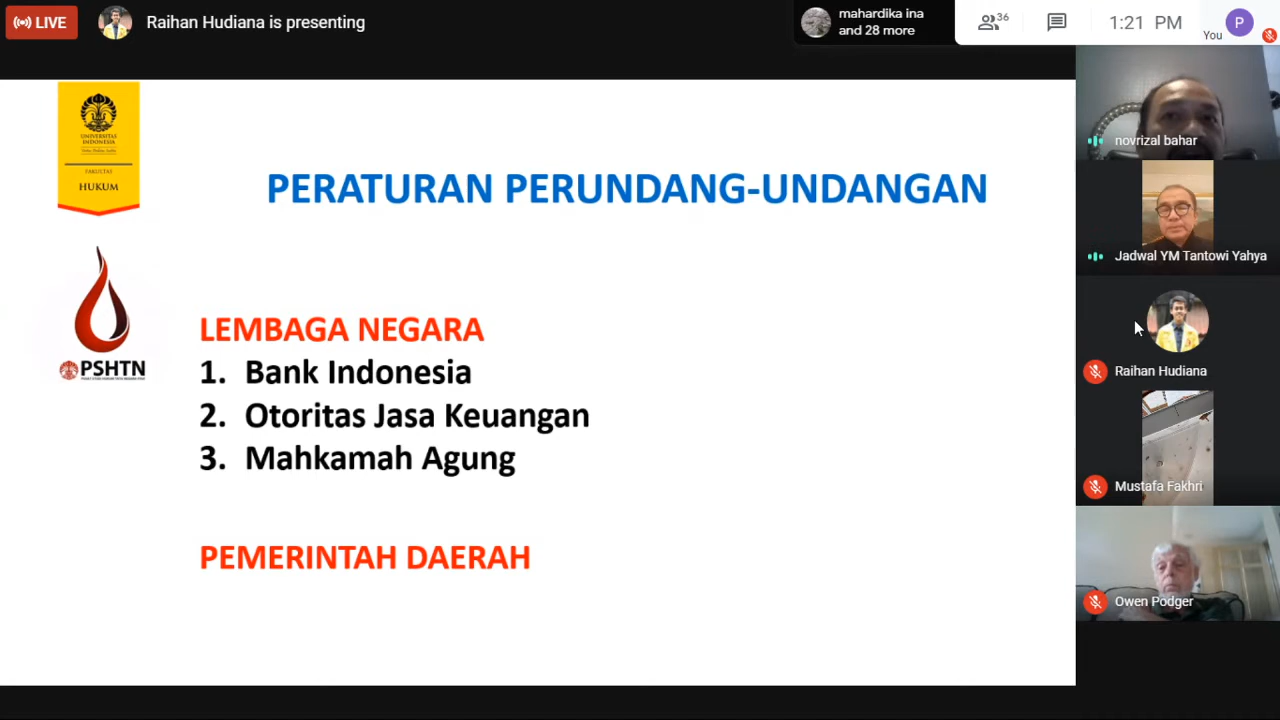 LIVE
Raihan Hudiana is presenting
mahardika ina
and 28 more
36
1:21 PM
You
P
UNIVERSITAS
INDONESIA
FAKULTAS
HUKUM
PERATURAN PERUNDANG-UNDANGAN
PSHTN
LEMBAGA NEGARA
1. Bank Indonesia
2. Otoritas Jasa Keuangan
3. Mahkamah Agung
PEMERINTAH DAERAH
novrizal bahar
Jadwal YM Tantowi Yahya
Raihan Hudiana
Mustafa Fakhri
Owen Podger